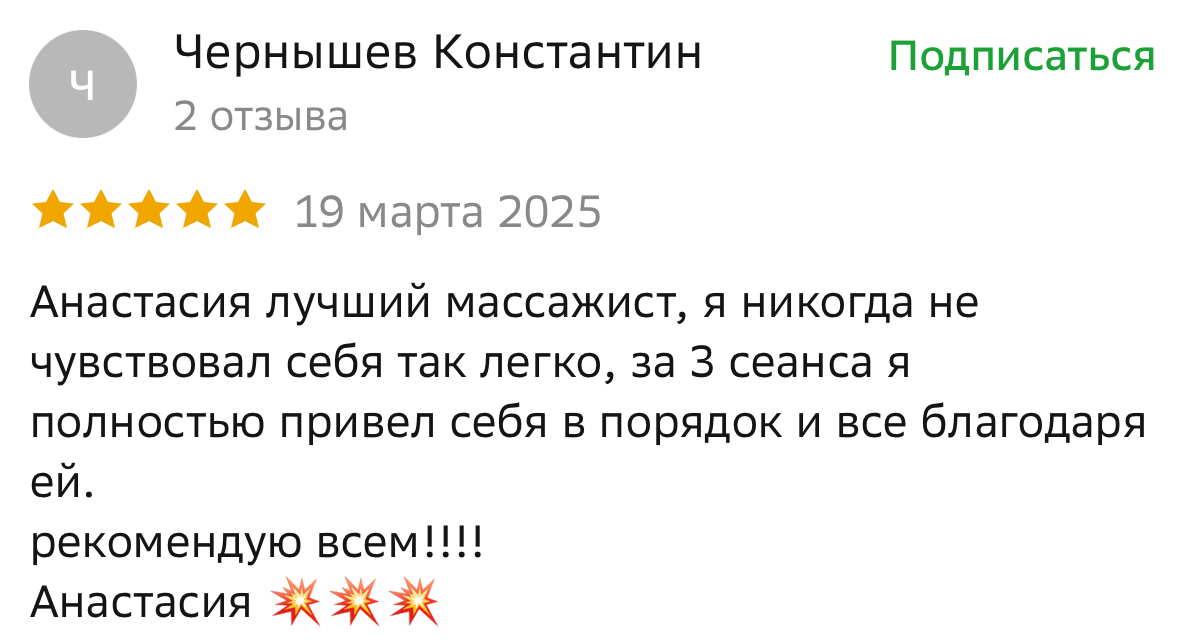 Ч
Чернышев Константин
Подписаться
2 отзыва
19 марта 2025
Анастасия лучший массажист, я никогда не
чувствовал себя так легко, за 3 сеанса я
полностью привел себя в порядок и все благодаря
ей.
рекомендую всем!!!!
Анастасия 💥💥💥